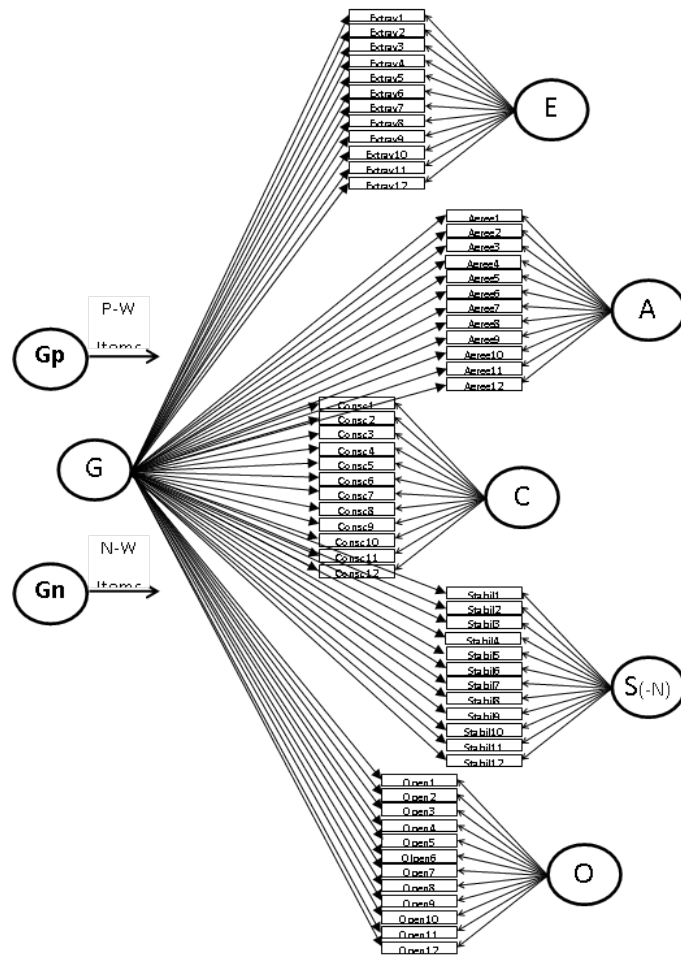 Extrav1
Extrav2
Extrav3
Extrav4
Extrav5
Extrav6
Extrav7
Extrav8
Extrav9
Extrav10
Extrav11
Extrav12
E
Agree1
Agree2
Agree3
Agree4
Agree5
Agree6
Agree7
Agree8
Agree9
Agree10
Agree11
Agree12
A
P-W
Items
Gp
G
Consc1
Consc2
Consc3
Consc4
Consc5
Consc6
Consc7
Consc8
Consc9
Consc10
Consc11
Consc12
C
N-W
Items
Gn
Stabil1
Stabil2
Stabil3
Stabil4
Stabil5
Stabil6
Stabil7
Stabil8
Stabil9
Stabil10
Stabil11
Stabil12
S(-N)
Open1
Open2
Open3
Open4
Open5
Olpen6
Open7
Open8
Open9
Open10
Open11
Open12
O